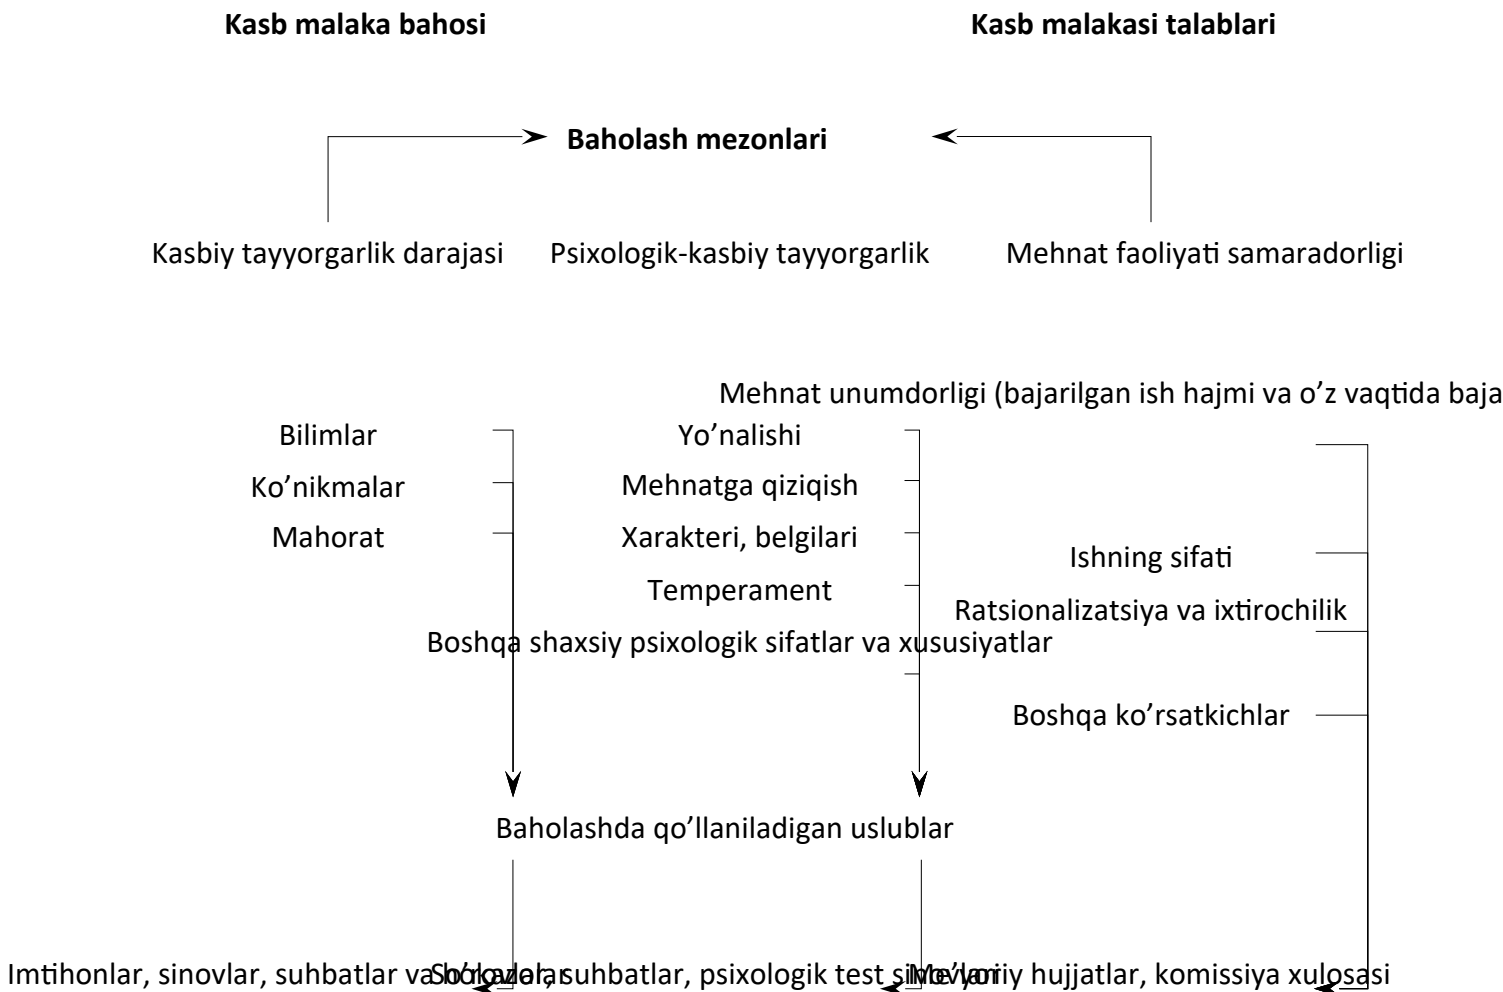 Kasb malaka bahosi
Kasb malakasi talablari
Baholash mezonlari
Kasbiy tayyorgarlik darajasi
Psixologik-kasbiy tayyorgarlik
Mehnat faoliyati samaradorligi
Mehnat unumdorligi (bajarilgan ish hajmi va o’z vaqtida baja
Bilimlar
Ko’nikmalar
Mahorat
Yo’nalishi
Mehnatga qiziqish
Xarakteri, belgilari
Temperament
Boshqa shaxsiy psixologik sifatlar va xususiyatlar
Ishning sifati
Ratsionalizatsiya va ixtirochilik
Boshqa ko’rsatkichlar
Baholashda qo’llaniladigan uslublar
Imtihonlar, sinovlar, suhbatlar va
suhbatlar, psixologik test
hujjatlar, komissiya xulosasi